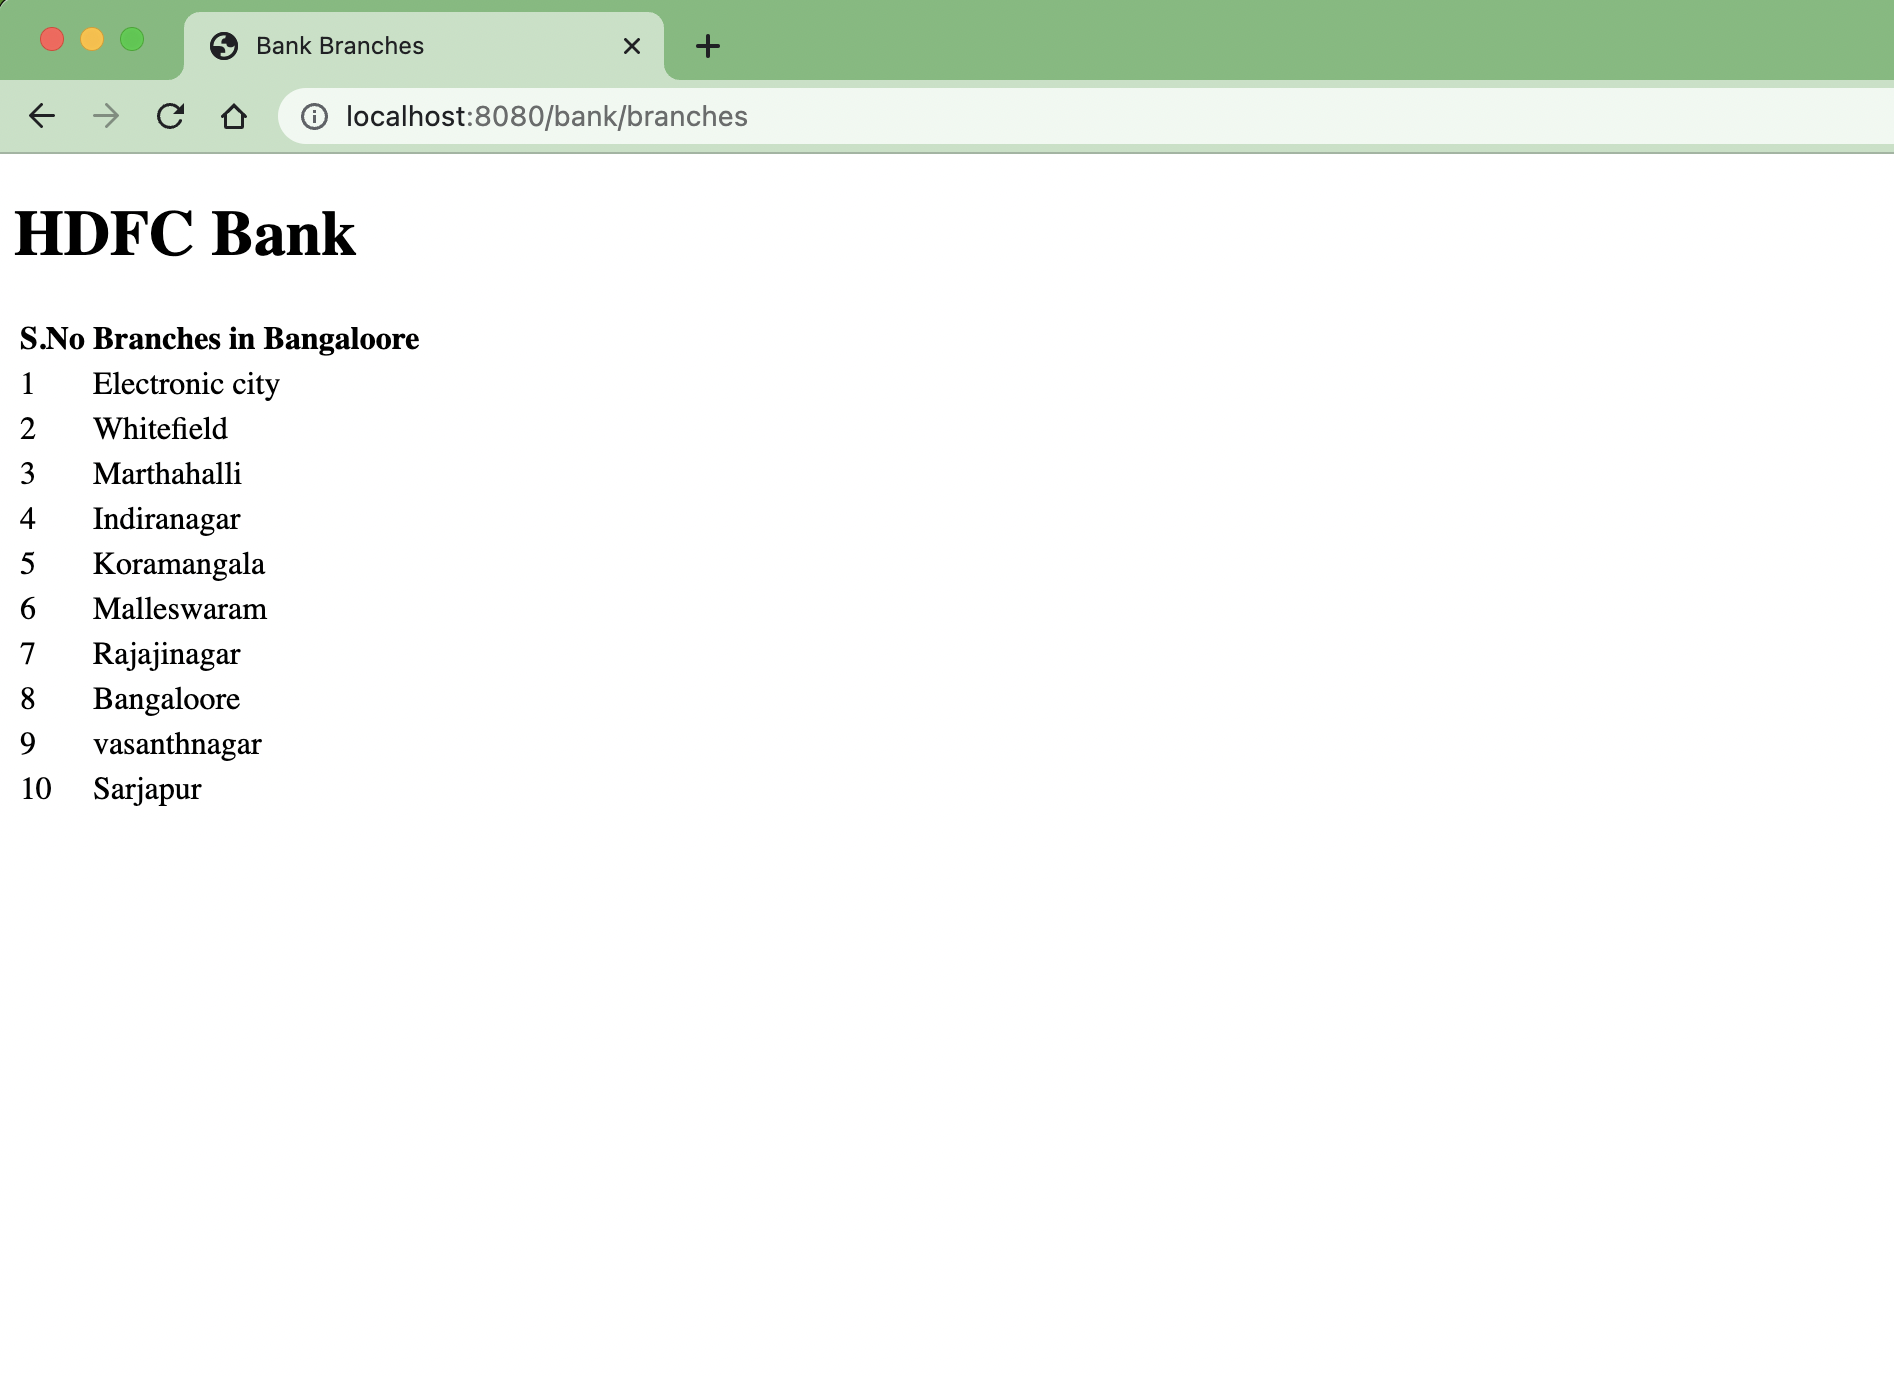 Bank Branches
localhost:8080/bank/branches
HDFC Bank
S.No Branches in Bangaloore
1 Electronic city
2 Whitefield
3 Marthahalli
4 Indiranagar
5 Koramangala
6 Malleswaram
7 Rajajinagar
8 Bangaloore
9 vasanthnagar
10 Sarjapur